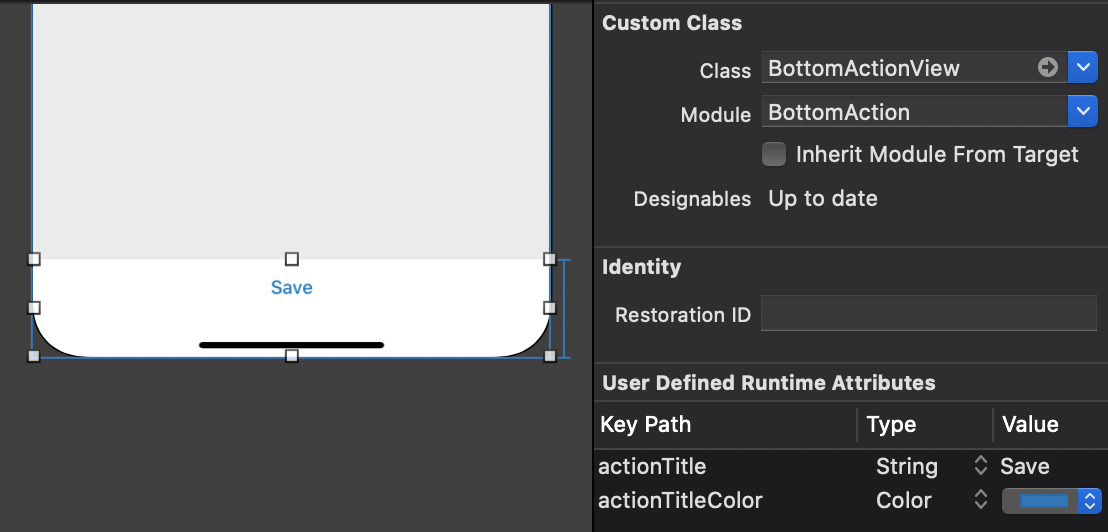 Save
Custom Class
Class BottomActionView
Module BottomAction
Inherit Module From Target
Designables Up to date
Identity
Restoration ID
User Defined Runtime Attributes
Key Path Type Value
actionTitle String Save
actionTitleColor Color